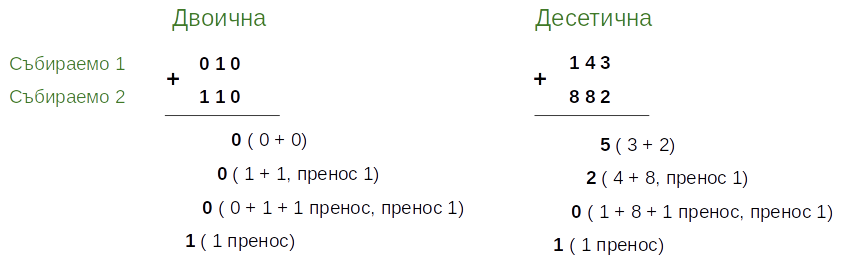 Двоична Десетична
Събираемо 1 0 1 0 1 4 3
+ +
Събираемо 2 1 1 0 8 8 2
0 ( 0 + 0) 5 ( 3 + 2)
0 ( 1 + 1, пренос 1) 2 ( 4 + 8, пренос 1)
0 ( 0 + 1 + 1 пренос, пренос 1) 0 ( 1 + 8 + 1 пренос, пренос 1)
1 ( 1 пренос) 1 ( 1 пренос)